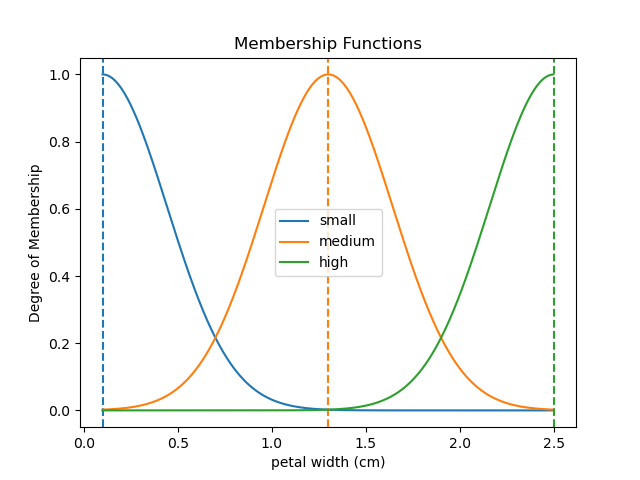 Membership Functions
1.0
0.8
0.6
0.4
0.2
0.0
Degree of Membership
small
medium
high
0.0 0.5 1.0 1.5 2.0 2.5
petal width (cm)